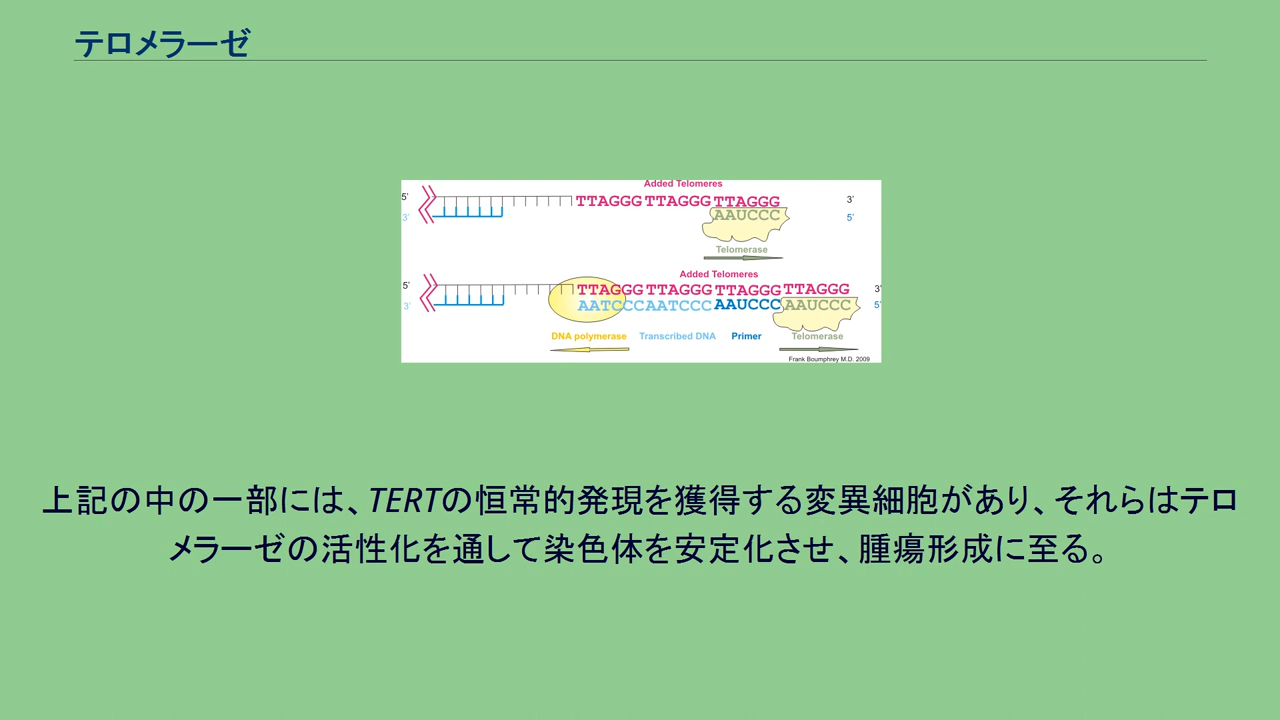 テロメラーゼ
Added Telomeres
5' TTAGGG TTAGGG TTAGGG 3'
3' AAUCCC 5'
Telomerase
Added Telomeres
5' TTAGGG TTAGGG TTAGGG TTAGGG 3'
3' AATCCC AATCCC AAUCCC AAUCCC 5'
DNA polymerase Transcribed DNA Primer Telomerase
Frank Boumphrey M.D. 2009
上記の中の一部には、TERTの恒常的発現を獲得する変異細胞があり、それらはテロ
メラーゼの活性化を通して染色体を安定化させ、腫瘍形成に至る。